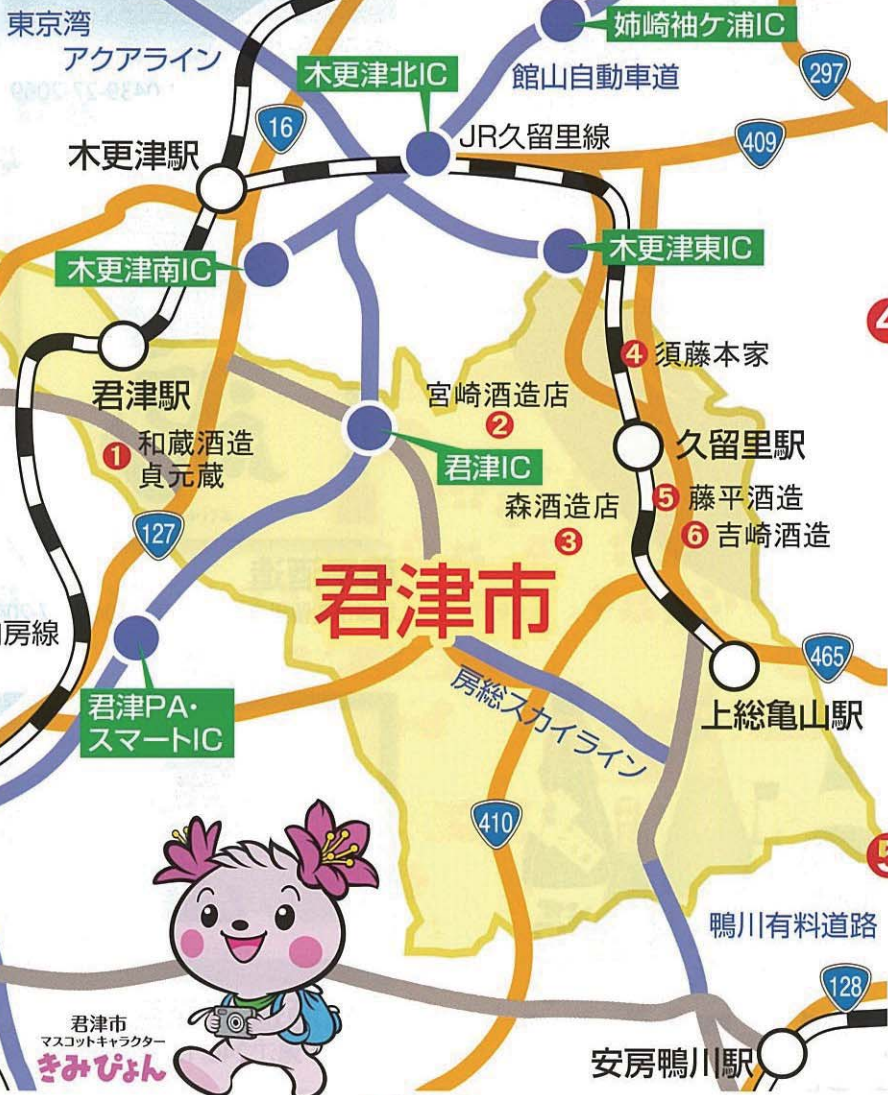 東京湾
アクアライン
姉崎袖ケ浦IC
木更津北IC
館山自動車道
297
16
JR久留里線
409
木更津駅
木更津南IC
木更津東IC
4
君津駅
4 須藤本家
宮崎酒造店
2
久留里駅
1 和蔵酒造
貞元蔵
君津IC
森酒造店
3
5 藤平酒造
6 吉崎酒造
127
君津市
房線
465
君津PA・
スマートIC
房総スカイライン
上総亀山駅
410
5
鴨川有料道路
128
君津市
マスコットキャラクター
きみぴょん
安房鴨川駅